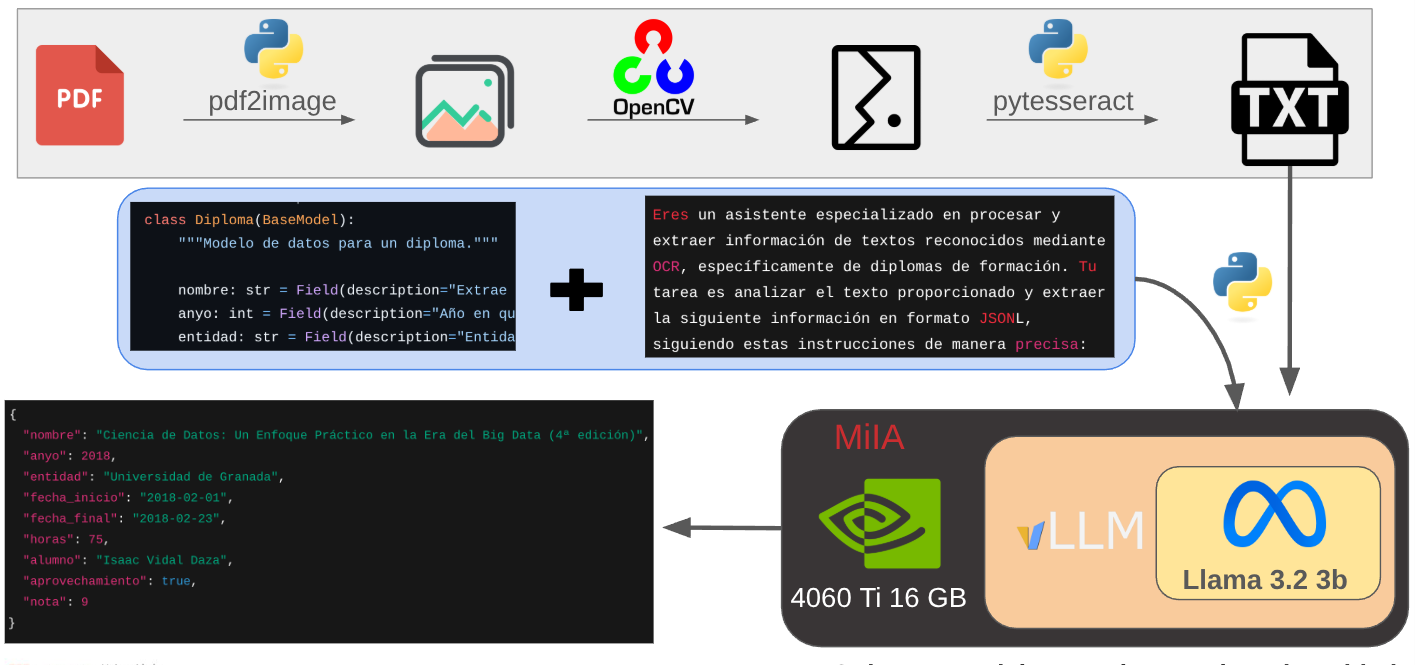 PDF
pdf2image
OpenCV
pytesseract
TXT
class Diploma(BaseModel):
"""Modelo de datos para un diploma."""
nombre: str = Field(description="Extrae
anyo: int = Field(description="Año en qu
entidad: str = Field(description="Entida
Eres un asistente especializado en procesar y
extraer información de textos reconocidos mediante
OCR, específicamente de diplomas de formación. Tu
tarea es analizar el texto proporcionado y extraer
la siguiente información en formato JSONL,
siguiendo estas instrucciones de manera precisa:
{
"nombre": "Ciencia de Datos: Un Enfoque Práctico en la Era del Big Data (4ª edición)",
"anyo": 2018,
"entidad": "Universidad de Granada",
"fecha_inicio": "2018-02-01",
"fecha_final": "2018-02-23",
"horas": 75,
"alumno": "Isaac Vidal Daza",
"aprovechamiento": true,
"nota": 9
}
MiIA
4060 Ti 16 GB
vLLM
Llama 3.2 3b